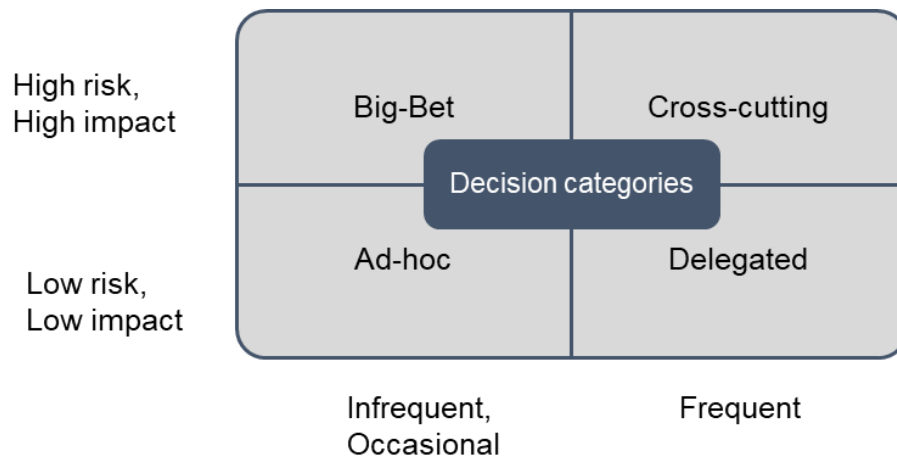 High risk,
High impact
Big-Bet
Cross-cutting
Decision categories
Low risk,
Low impact
Ad-hoc
Delegated
Infrequent,
Occasional
Frequent